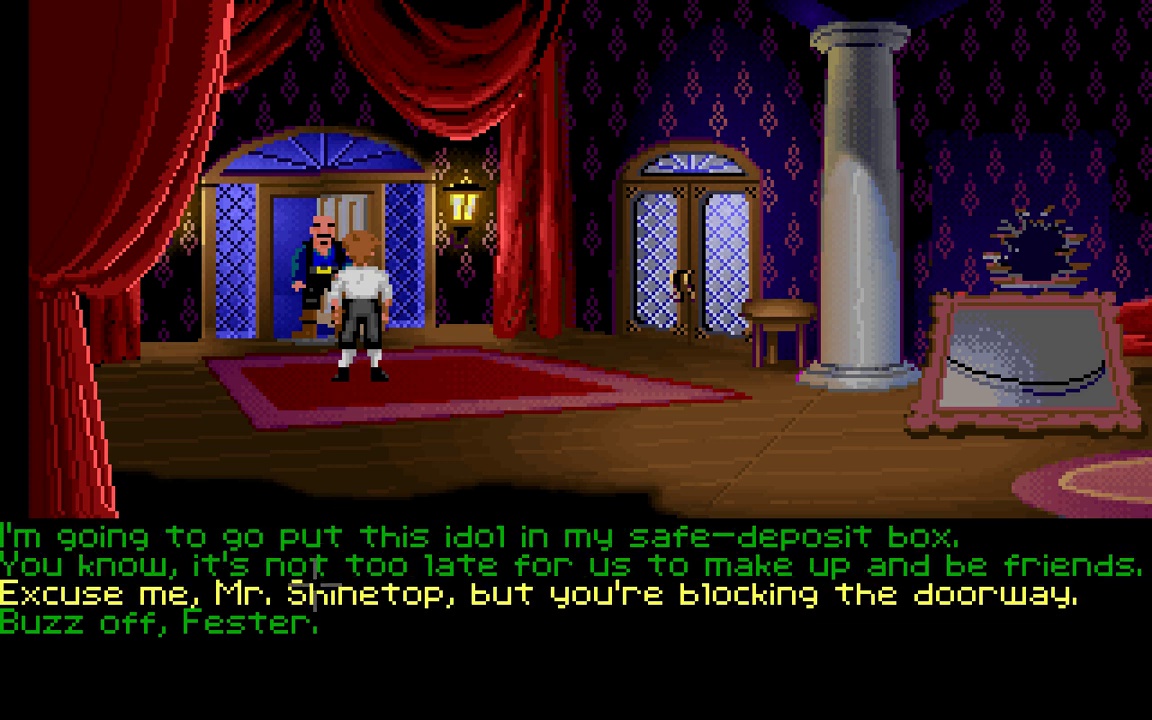 I'm going to go put this idol in my safe-deposit box.
You know, it's not too late for us to make up and be friends.
Excuse me, Mr. Shinetop, but you're blocking the doorway.
Buzz off, Fester.